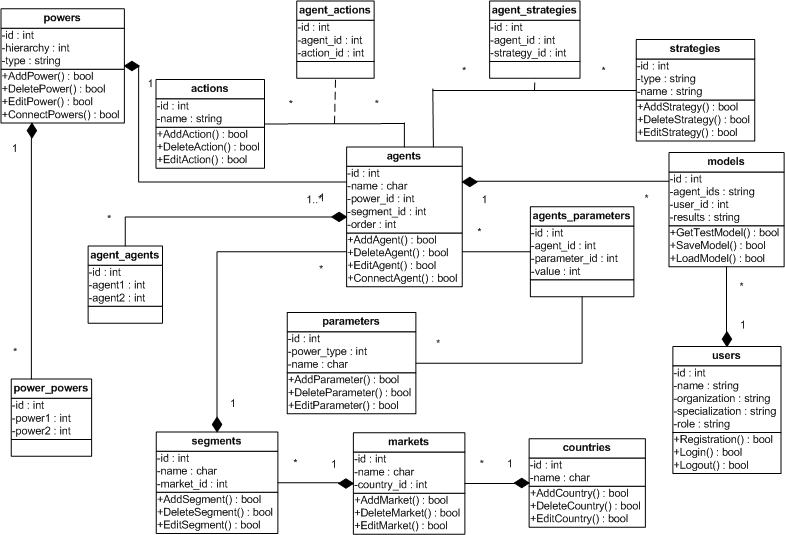 powers
-id : int
-hierarchy : int
-type : string
+AddPower() : bool
+DeletePower() : bool
+EditPower() : bool
+ConnectPowers() : bool
agent_actions
-id : int
-agent_id : int
-action_id : int
agent_strategies
-id : int
-agent_id : int
-strategy_id : int
strategies
-id : int
-type : string
-name : string
+AddStrategy() : bool
+DeleteStrategy() : bool
+EditStrategy() : bool
1
*
*
actions
-id : int
-name : string
+AddAction() : bool
+DeleteAction() : bool
+EditAction() : bool
*
*
1
agents
-id : int
-name : char
-power_id : int
-segment_id : int
-order : int
+AddAgent() : bool
+DeleteAgent() : bool
+EditAgent() : bool
+ConnectAgent() : bool
1..*
1
1
*
*
*
*
models
-id : int
-agent_ids : string
-user_id : int
-results : string
+GetTestModel() : bool
+SaveModel() : bool
+LoadModel() : bool
agents_parameters
-id : int
-agent_id : int
-parameter_id : int
-value : int
agent_agents
-id : int
-agent1 : int
-agent2 : int
*
1
parameters
-id : int
-power_type : int
-name : char
+AddParameter() : bool
+DeleteParameter() : bool
+EditParameter() : bool
*
users
-id : int
-name : string
-organization : string
-specialization : string
-role : string
+Registration() : bool
+Login() : bool
+Logout() : bool
*
power_powers
-id : int
-power1 : int
-power2 : int
1
segments
-id : int
-name : char
-market_id : int
+AddSegment() : bool
+DeleteSegment() : bool
+EditSegment() : bool
*
1
markets
-id : int
-name : char
-country_id : int
+AddMarket() : bool
+DeleteMarket() : bool
+EditMarket() : bool
*
1
countries
-id : int
-name : char
+AddCountry() : bool
+DeleteCountry() : bool
+EditCountry() : bool